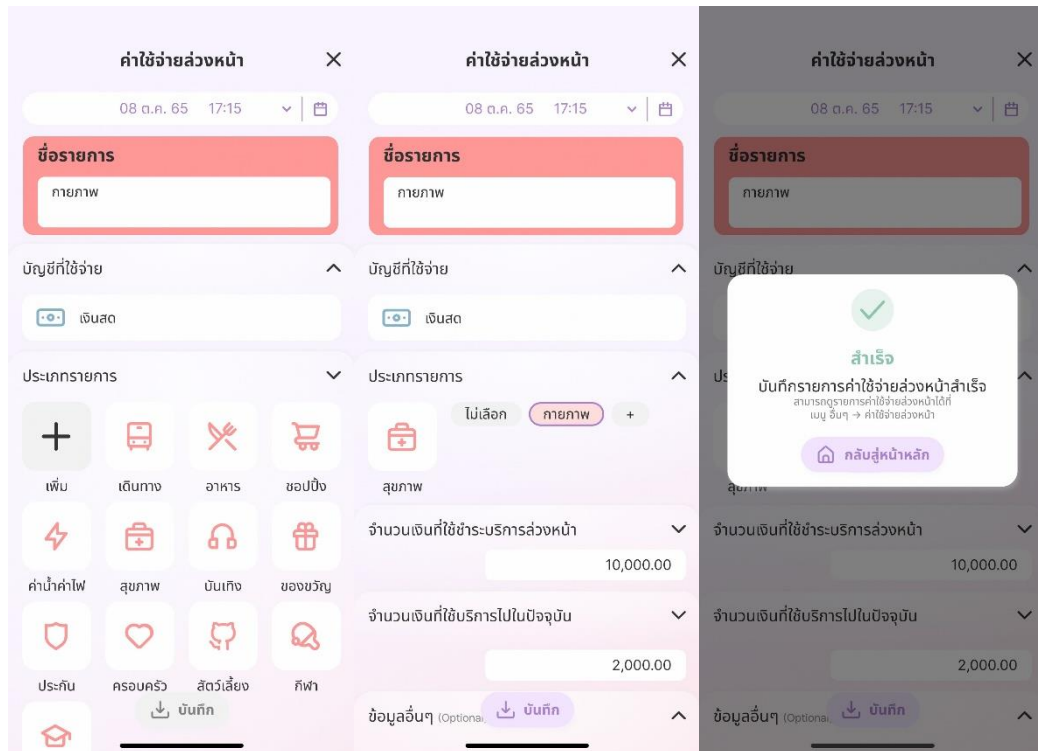 ค่าใช้จ่ายล่วงหน้า
08 ต.ค. 65 17:15
ชื่อรายการ
กายภาพ
บัญชีที่ใช้จ่าย
เงินสด
ประเภทรายการ
เพิ่ม เดินทาง อาหาร ชอปปิ้ง
ค่าน้ำค่าไฟ สุขภาพ บันเทิง ของขวัญ
ประกัน ครอบครัว สัตว์เลี้ยง กีฬา
บันทึก
ค่าใช้จ่ายล่วงหน้า
08 ต.ค. 65 17:15
ชื่อรายการ
กายภาพ
บัญชีที่ใช้จ่าย
เงินสด
ประเภทรายการ
ไม่เลือก กายภาพ +
สุขภาพ
จำนวนเงินที่ใช้ชำระบริการล่วงหน้า
10,000.00
จำนวนเงินที่ใช้บริการไปในปัจจุบัน
2,000.00
ข้อมูลอื่นๆ (Optional
บันทึก
ค่าใช้จ่ายล่วงหน้า
08 ต.ค. 65 17:15
ชื่อรายการ
กายภาพ
บัญชีที่ใช้จ่าย
สำเร็จ
บันทึกรายการค่าใช้จ่ายล่วงหน้าสำเร็จ
สามารถดูรายการค่าใช้จ่ายล่วงหน้าได้ที่
เมนู อื่นๆ → ค่าใช้จ่ายล่วงหน้า
กลับสู่หน้าหลัก
จำนวนเงินที่ใช้ชำระบริการล่วงหน้า
10,000.00
จำนวนเงินที่ใช้บริการไปในปัจจุบัน
2,000.00
ข้อมูลอื่นๆ (Optional
บันทึก